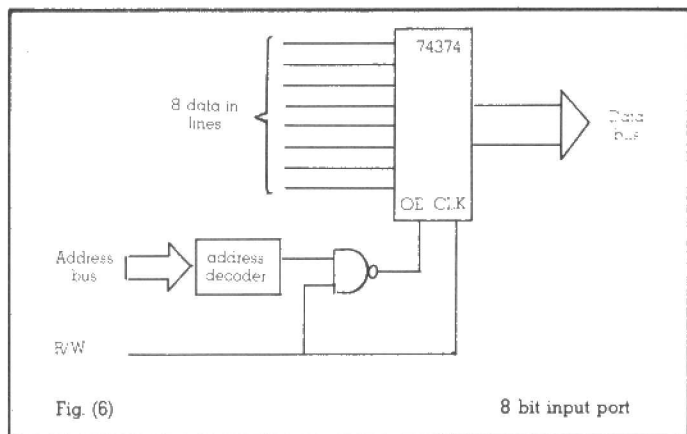 74374
8 data in
lines
Data
bus
OE CLK
Address
bus
address
decoder
R/W
Fig. (6)
8 bit input port